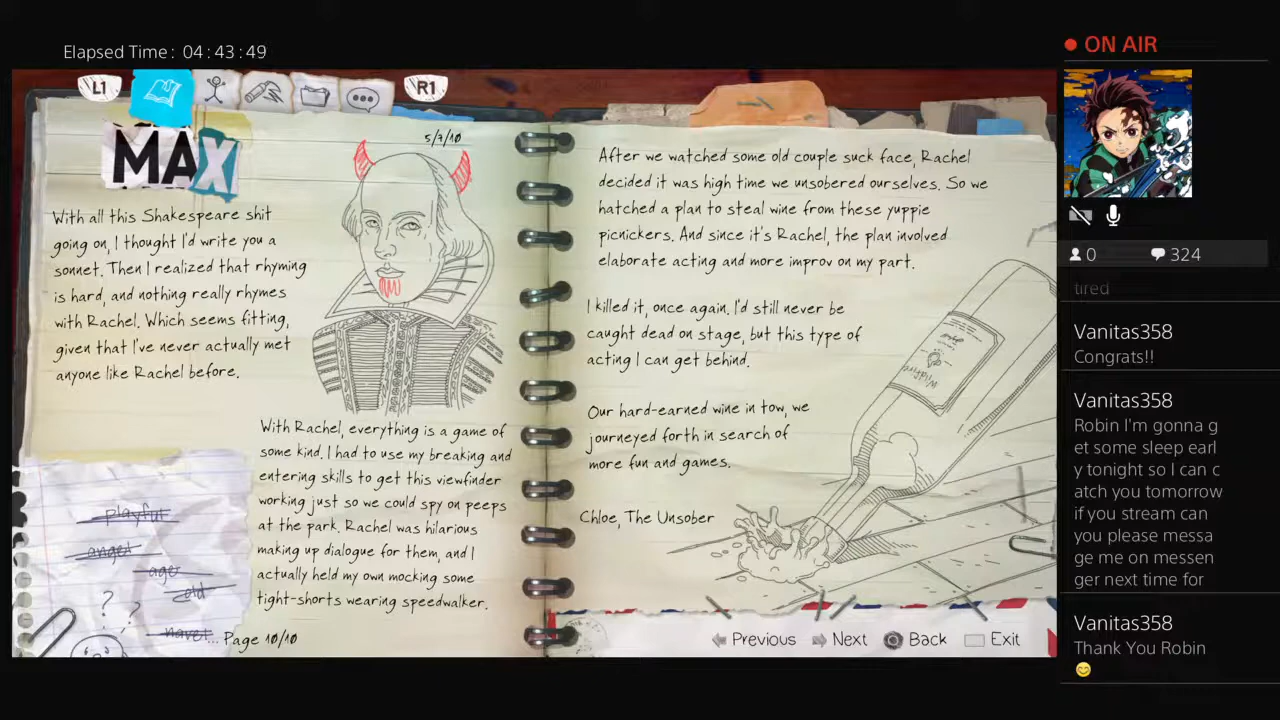 Elapsed Time: 04:43:49
ON AIR
L1
R1
MAX
5/7/10
With all this Shakespeare shit
going on, I thought I'd write you a
sonnet. Then I realized that rhyming
is hard, and nothing really rhymes
with Rachel. Which seems fitting,
given that I've never actually met
anyone like Rachel before.
With Rachel, everything is a game of
some kind. I had to use my breaking and
entering skills to get this viewfinder
working just so we could spy on peeps
at the park. Rachel was hilarious
making up dialogue for them, and I
actually held my own mocking some
tight-shorts wearing speedwalker.
playful
angel
age
old
navel...
? ?
Page 10/10
After we watched some old couple suck face, Rachel
decided it was high time we unsobered ourselves. So we
hatched a plan to steal wine from these yuppie
picnickers. And since it's Rachel, the plan involved
elaborate acting and more improv on my part.
I killed it, once again. I'd still never be
caught dead on stage, but this type of
acting I can get behind.
Our hard-earned wine in tow, we
journeyed forth in search of
more fun and games.
Chloe, The Unsober
Previous Next Back Exit
0 324
tired
Vanitas358
Congrats!!
Vanitas358
Robin I'm gonna g
et some sleep earl
y tonight so I can c
atch you tomorrow
if you stream can
you please messa
ge me on messen
ger next time for
Vanitas358
Thank You Robin
😊